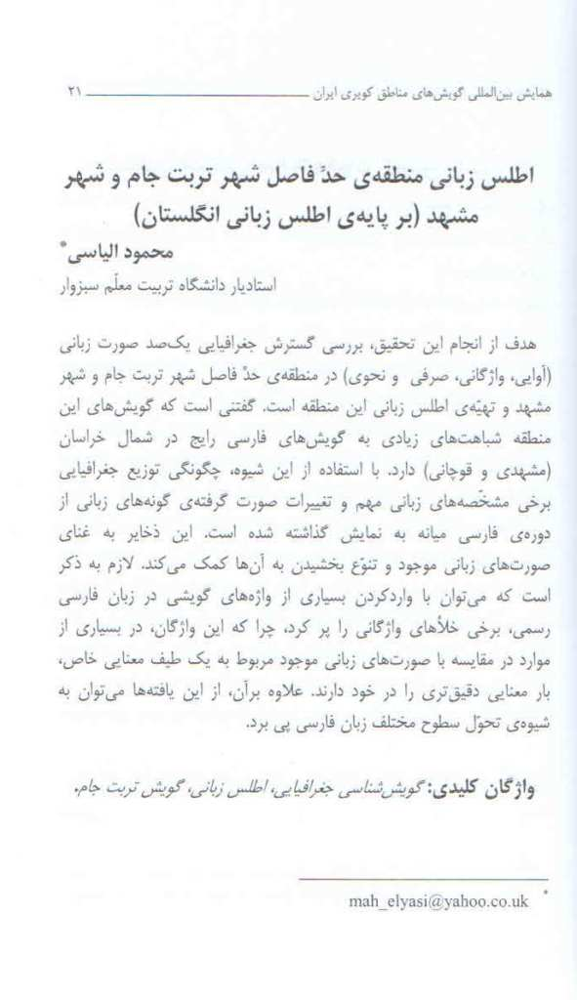 همایش بین‌المللی گویش‌های مناطق کویری ایران ۲۱
اطلس زبانی منطقه‌ی حدّ فاصل شهر تربت جام و شهر
مشهد (بر پایه‌ی اطلس زبانی انگلستان)
محمود الیاسی*
استادیار دانشگاه تربیت معلّم سبزوار
هدف از انجام این تحقیق، بررسی گسترش جغرافیایی یک‌صد صورت زبانی
(آوایی، واژگانی، صرفی و نحوی) در منطقه‌ی حدّ فاصل شهر تربت جام و شهر
مشهد و تهیّه‌ی اطلس زبانی این منطقه است. گفتنی است که گویش‌های این
منطقه شباهت‌های زیادی به گویش‌های فارسی رایج در شمال خراسان
(مشهدی و قوچانی) دارد. با استفاده از این شیوه، چگونگی توزیع جغرافیایی
برخی مشخّصه‌های زبانی مهم و تغییرات صورت گرفته‌ی گونه‌های زبانی از
دوره‌ی فارسی میانه به نمایش گذاشته شده است. این ذخایر به غنای
صورت‌های زبانی موجود و تنوّع بخشیدن به آن‌ها کمک می‌کند. لازم به ذکر
است که می‌توان با واردکردن بسیاری از واژه‌های گویشی در زبان فارسی
رسمی، برخی خلأهای واژگانی را پر کرد، چرا که این واژگان، در بسیاری از
موارد در مقایسه با صورت‌های زبانی موجود مربوط به یک طیف معنایی خاص،
بار معنایی دقیق‌تری را در خود دارند. علاوه برآن، از این یافته‌ها می‌توان به
شیوه‌ی تحوّل سطوح مختلف زبان فارسی پی برد.
واژگان کلیدی: گویش‌شناسی جغرافیایی، اطلس زبانی، گویش تربت جام.
* mah_elyasi@yahoo.co.uk